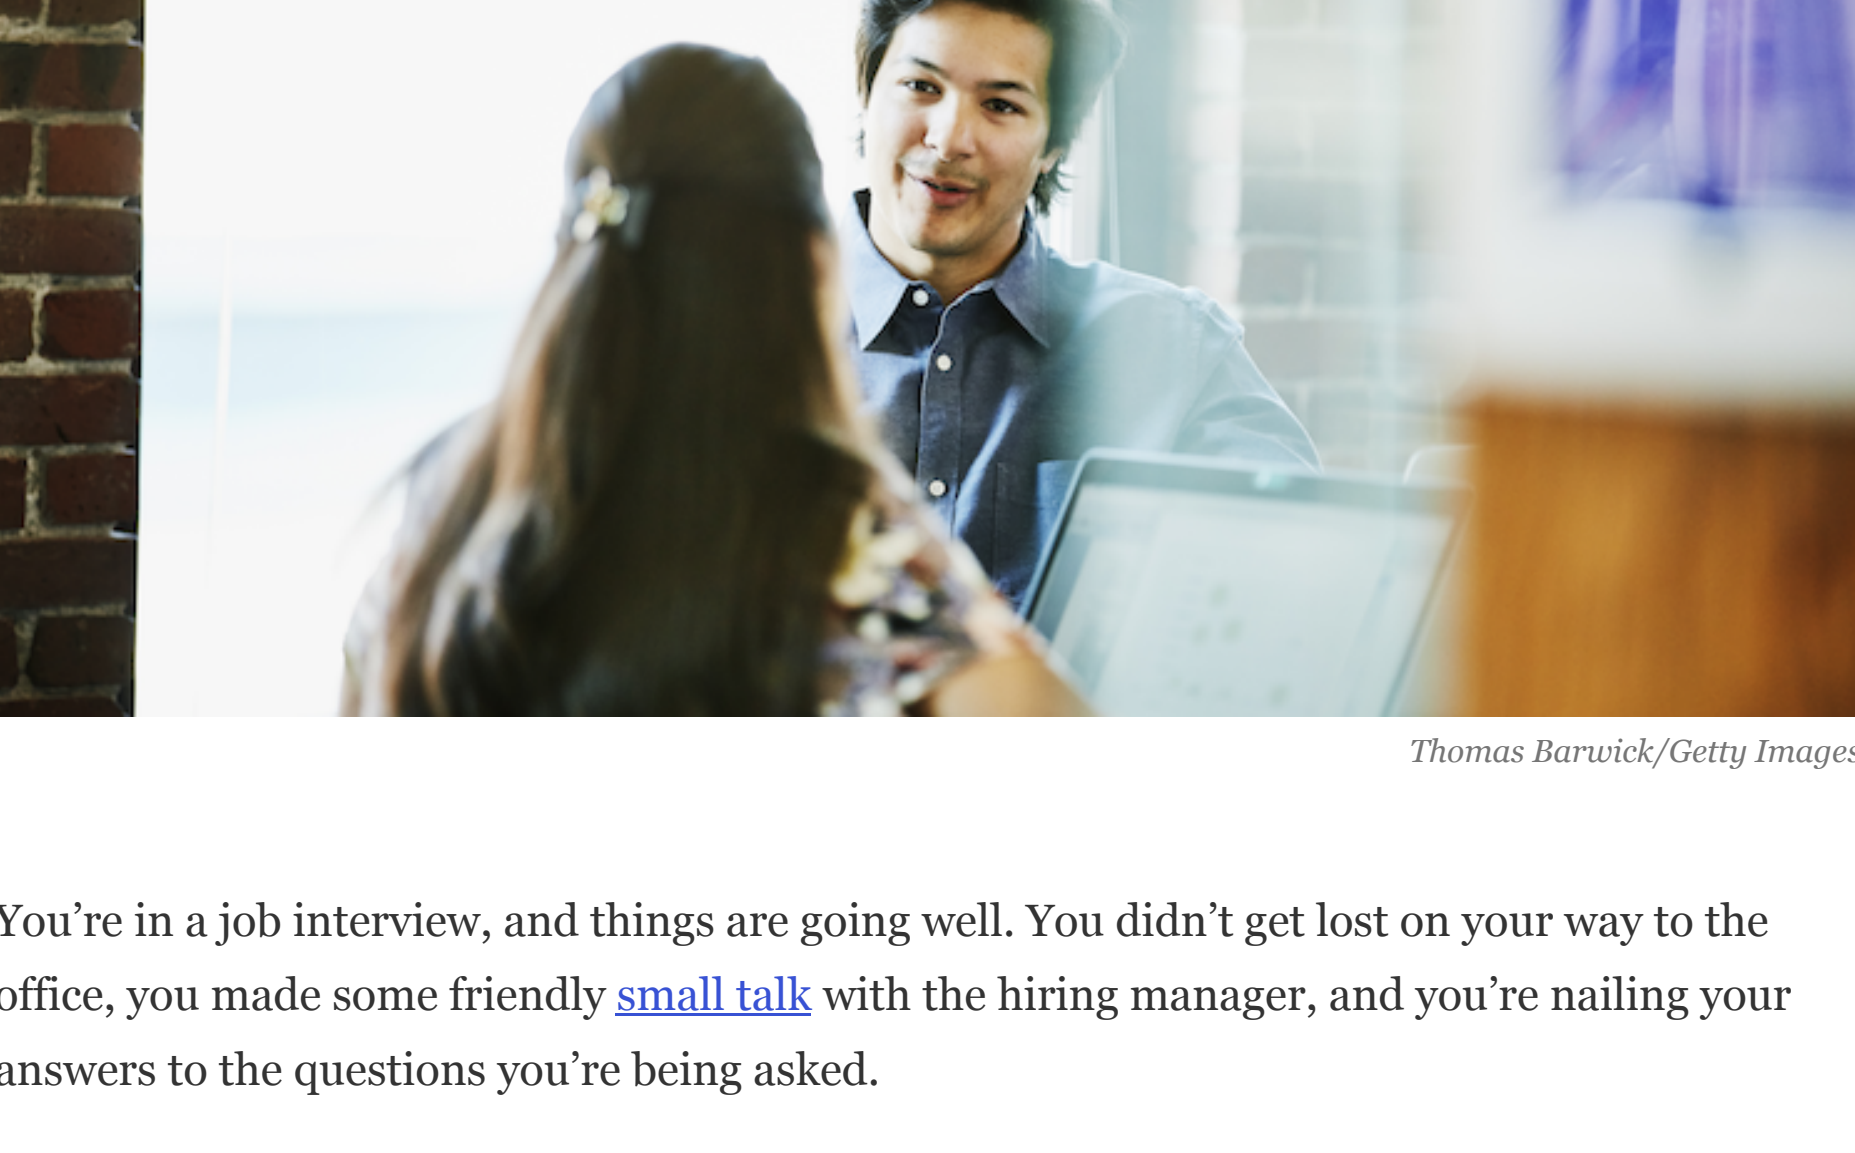 Thomas Barwick/Getty Images
You’re in a job interview, and things are going well. You didn’t get lost on your way to the
office, you made some friendly small talk with the hiring manager, and you’re nailing your
answers to the questions you’re being asked.